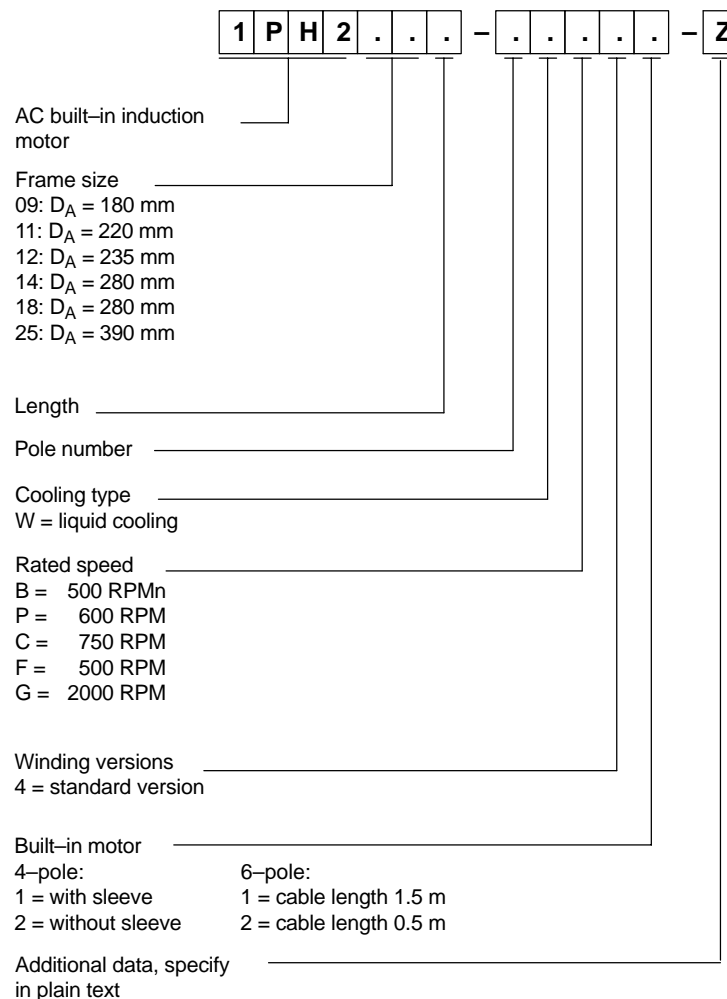 1 P H 2 . . . – . . . . . – Z
AC built–in induction
motor
Frame size
09: DA = 180 mm
11: DA = 220 mm
12: DA = 235 mm
14: DA = 280 mm
18: DA = 280 mm
25: DA = 390 mm
Length
Pole number
Cooling type
W = liquid cooling
Rated speed
B = 500 RPMn
P = 600 RPM
C = 750 RPM
F = 500 RPM
G = 2000 RPM
Winding versions
4 = standard version
Built–in motor
4–pole: 6–pole:
1 = with sleeve 1 = cable length 1.5 m
2 = without sleeve 2 = cable length 0.5 m
Additional data, specify
in plain text